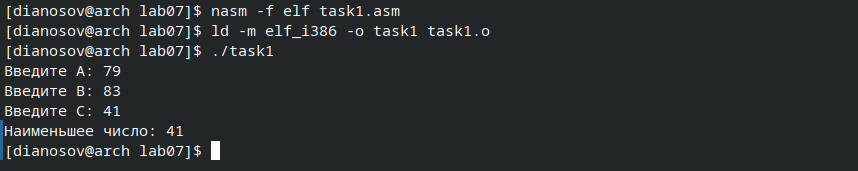 [dianosov@arch lab07]$ nasm -f elf task1.asm
[dianosov@arch lab07]$ ld -m elf_i386 -o task1 task1.o
[dianosov@arch lab07]$ ./task1
Введите A: 79
Введите B: 83
Введите C: 41
Наименьшее число: 41
[dianosov@arch lab07]$